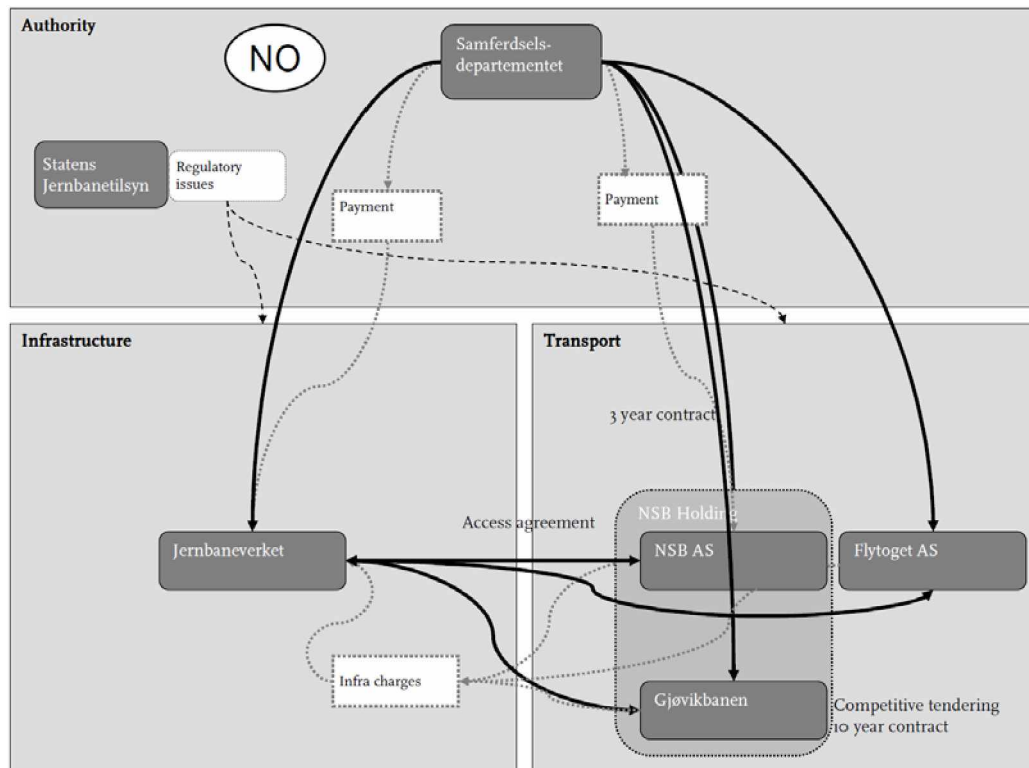 Authority
NO
Samferdsels-
departementet
Statens
Jernbanetilsyn
Regulatory
issues
Payment
Payment
Infrastructure
Transport
3 year contract
NSB Holding
Access agreement
Jernbaneverket
NSB AS
Flytoget AS
Infra charges
Gjøvikbanen
Competitive tendering
10 year contract